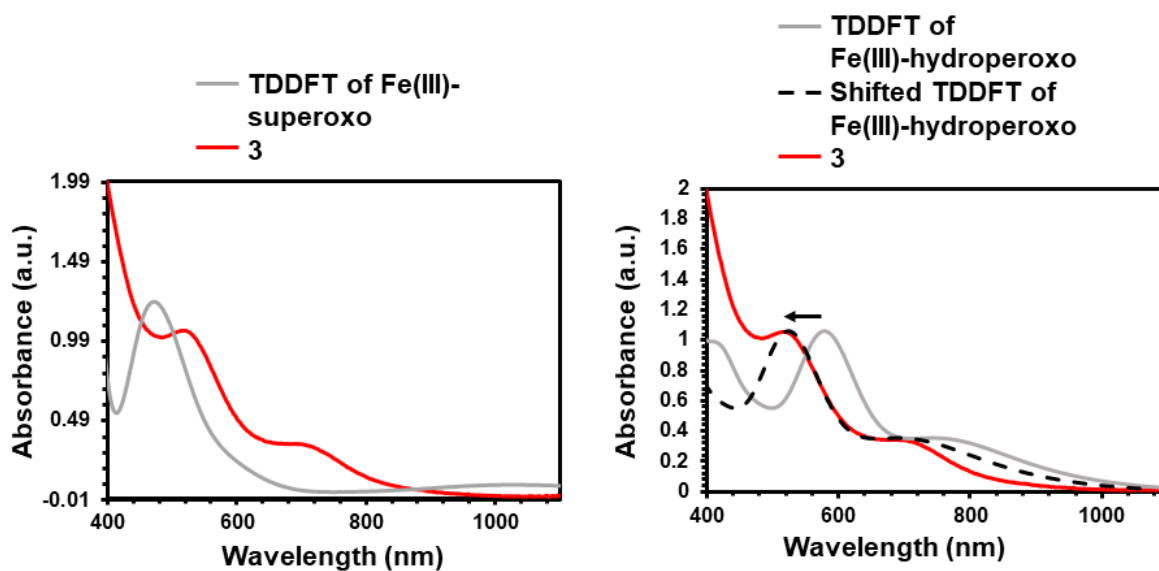 TDDFT of Fe(III)-
superoxo
3
1.99
1.49
0.99
0.49
-0.01
400
600
800
1000
Absorbance (a.u.)
Wavelength (nm)
TDDFT of
Fe(III)-hydroperoxo
Shifted TDDFT of
Fe(III)-hydroperoxo
3
2
1.8
1.6
1.4
1.2
1
0.8
0.6
0.4
0.2
0
400
600
800
1000
Absorbance (a.u.)
Wavelength (nm)